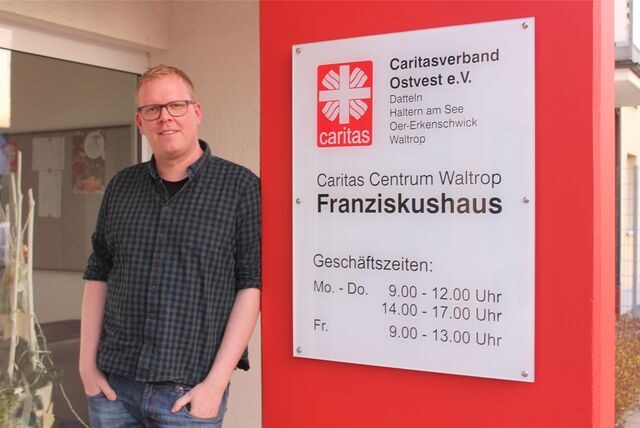 Caritasverband
Ostvest e.V.
Datteln
Haltern am See
Oer-Erkenschwick
Waltrop
caritas
Caritas Centrum Waltrop
Franziskushaus
Geschäftszeiten:
Mo. - Do. 9.00 - 12.00 Uhr
14.00 - 17.00 Uhr
Fr. 9.00 - 13.00 Uhr